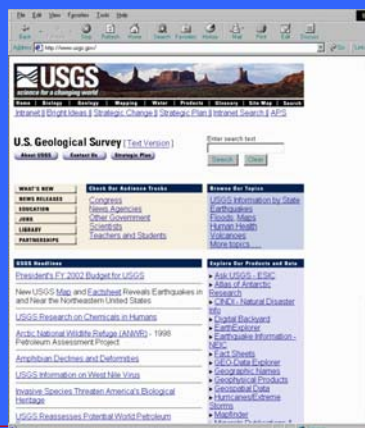 File Edit View Favorites Tools Help
Back Stop Refresh Home Search Favorites History Mail Print Edit Discuss
Address http://www.usgs.gov/ Go
USGS
science for a changing world
Home | Biology | Geology | Mapping | Water | Products | Glossary | Site Map | Search
Intranet || Bright Ideas || Strategic Change || Strategic Plan || Intranet Search || APS
U.S. Geological Survey [Text Version]
About USGS Contact Us Strategic Plan
Enter search text
Search Clear
WHAT'S NEW
NEWS RELEASES
EDUCATION
JOBS
LIBRARY
PARTNERSHIPS
Check Our Audience Tracks
Congress
News Agencies
Other Government
Scientists
Teachers and Students
Browse Our Topics
USGS Information by State
Earthquakes
Floods, Maps
Human Health
Volcanoes
More topics.....
USGS Headlines
President's FY 2002 Budget for USGS
New USGS Map and Factsheet Reveals Earthquakes in
and Near the Northeastern United States
USGS Research on Chemicals in Humans
Arctic National Wildlife Refuge (ANWR) - 1998
Petroleum Assessment Project
Amphibian Declines and Deformities
USGS Information on West Nile Virus
Invasive Species Threaten America's Biological
Heritage
USGS Reassesses Potential World Petroleum
Explore Our Products and Data
Ask USGS - ESIC
Atlas of Antarctic
Research
CINDI - Natural Disaster
Info
Digital Backyard
EarthExplorer
Earthquake Information -
NEIC
Fact Sheets
GEO-Data Explorer
Geographic Names
Geophysical Products
Geospatial Data
Hurricanes/Extreme
Storms
Mapfinder